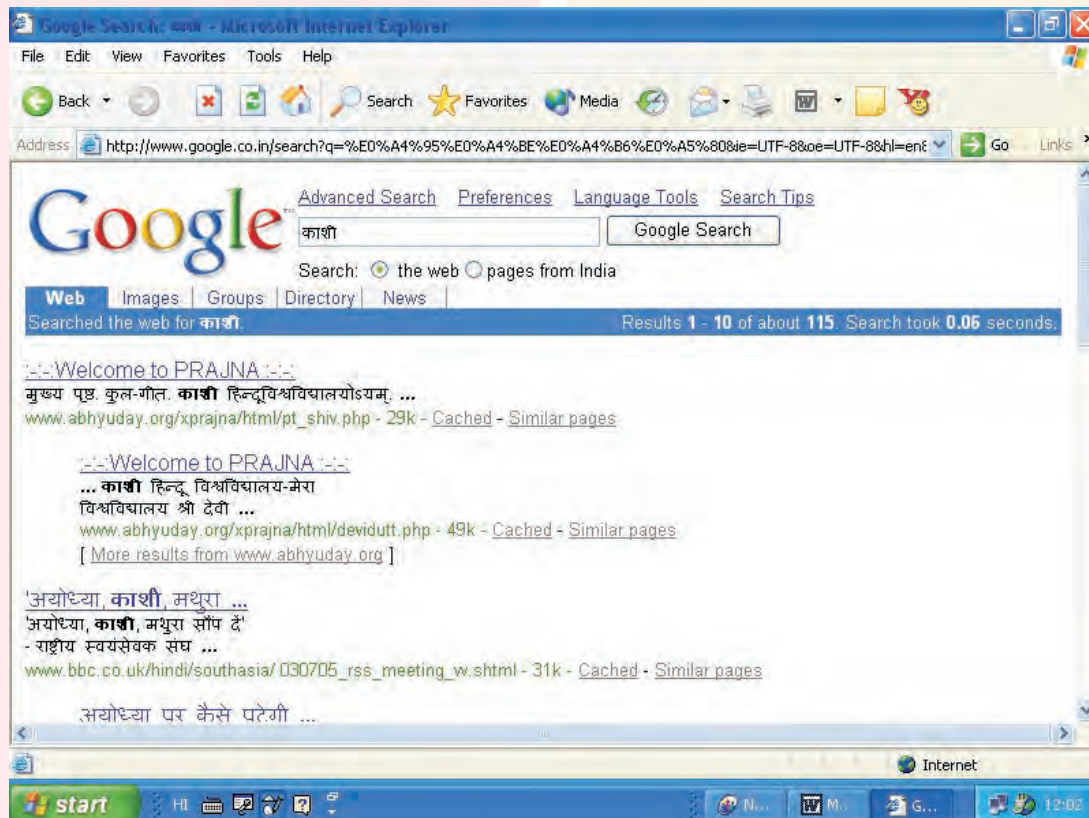 Google Search: काशी - Microsoft Internet Explorer
File Edit View Favorites Tools Help
Back Search Favorites Media
Address http://www.google.co.in/search?q=%E0%A4%95%E0%A4%BE%E0%A4%B6%E0%A5%80&ie=UTF-8&oe=UTF-8&hl=en& Go Links
Google™
Advanced Search Preferences Language Tools Search Tips
काशी Google Search
Search: the web pages from India
Web Images Groups Directory News
Searched the web for काशी. Results 1 - 10 of about 115. Search took 0.06 seconds.
:-:-:Welcome to PRAJNA :-:-:
मुख्य पृष्ठ. कुल-गीत. काशी हिन्दूविश्वविद्यालयोऽयम्. ...
www.abhyuday.org/xprajna/html/pt_shiv.php - 29k - Cached - Similar pages
:-:-:Welcome to PRAJNA :-:-:
... काशी हिन्दू विश्वविद्यालय-मेरा
विश्वविद्यालय श्री देवी ...
www.abhyuday.org/xprajna/html/devidutt.php - 49k - Cached - Similar pages
[ More results from www.abhyuday.org ]
'अयोध्या, काशी, मथुरा ...
'अयोध्या, काशी, मथुरा सौंप दें'
- राष्ट्रीय स्वयंसेवक संघ ...
www.bbc.co.uk/hindi/southasia/ 030705_rss_meeting_w.shtml - 31k - Cached - Similar pages
.अयोध्या पर कैसे पटेगी ...
Internet
start HI N... M... G... 12:02